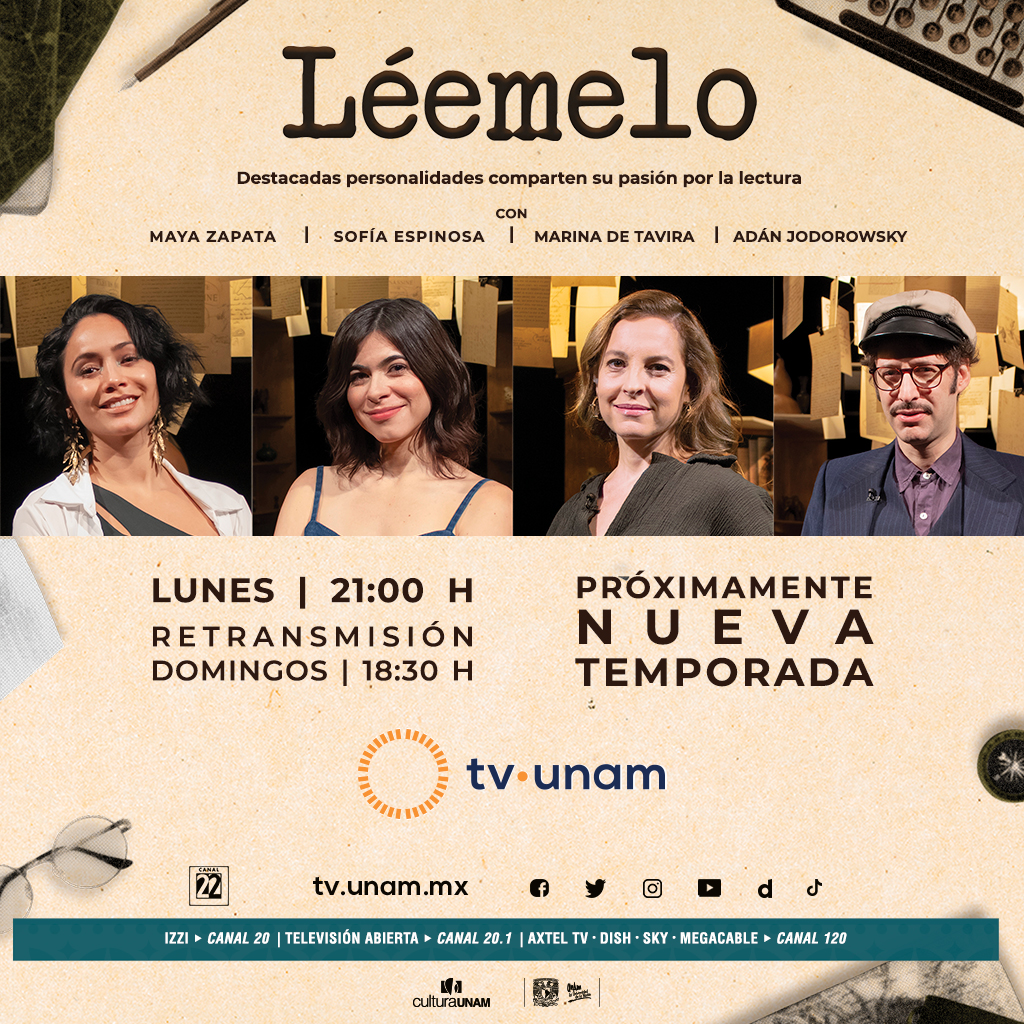 Léemelo
Destacadas personalidades comparten su pasión por la lectura
CON
MAYA ZAPATA | SOFÍA ESPINOSA | MARINA DE TAVIRA | ADÁN JODOROWSKY
LUNES | 21:00 H
RETRANSMISIÓN
DOMINGOS | 18:30 H
PRÓXIMAMENTE
NUEVA
TEMPORADA
tv·unam
CANAL
22
tv.unam.mx
IZZI ▸ CANAL 20 | TELEVISIÓN ABIERTA ▸ CANAL 20.1 | AXTEL TV · DISH · SKY · MEGACABLE ▸ CANAL 120
culturaUNAM